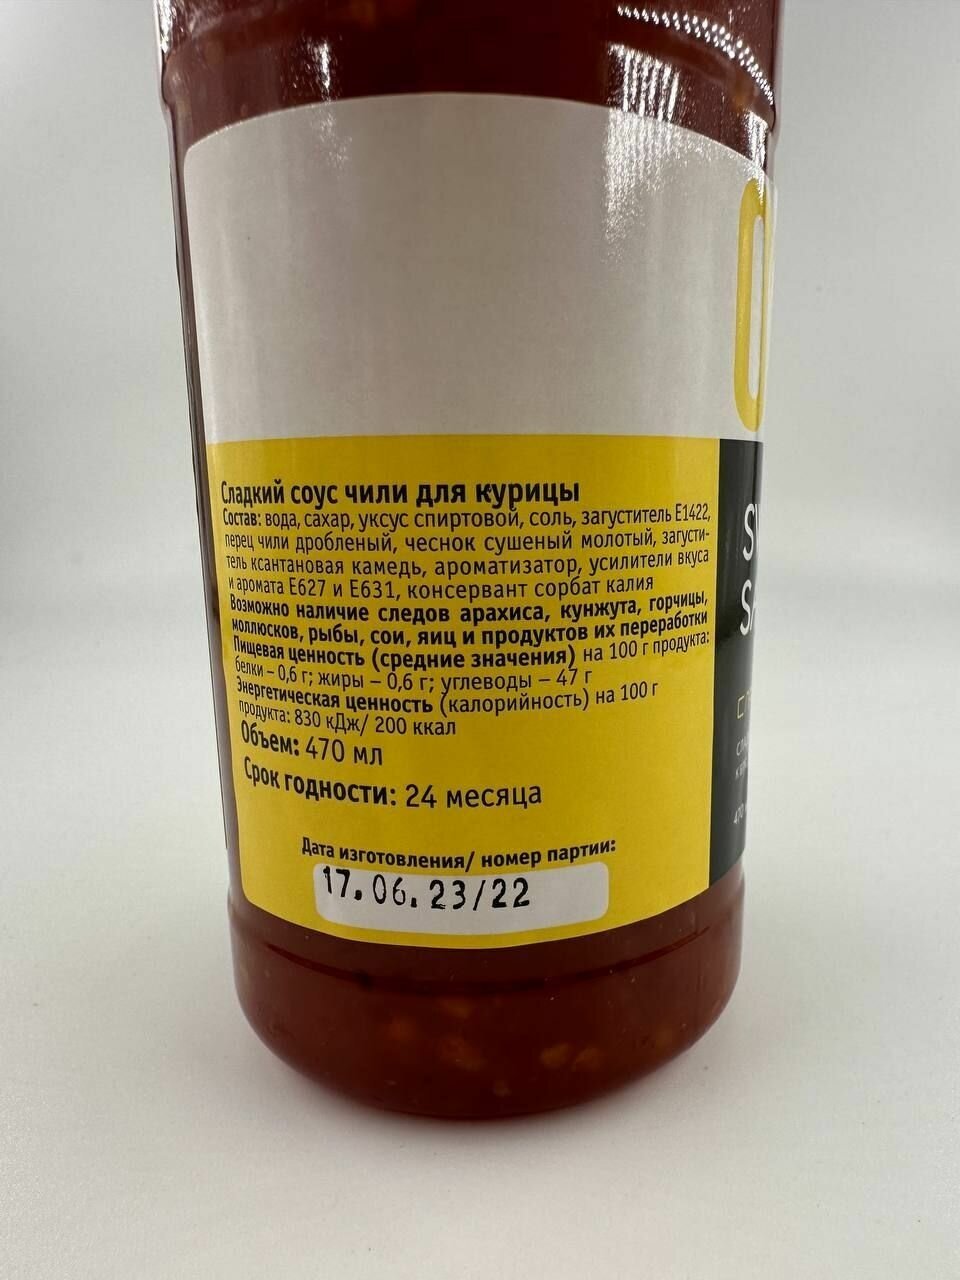 Сладкий соус чили для курицы
Состав: вода, сахар, уксус спиртовой, соль, загуститель Е1422,
перец чили дробленый, чеснок сушеный молотый, загусти-
тель ксантановая камедь, ароматизатор, усилители вкуса
и аромата Е627 и Е631, консервант сорбат калия
Возможно наличие следов арахиса, кунжута, горчицы,
моллюсков, рыбы, сои, яиц и продуктов их переработки
Пищевая ценность (средние значения) на 100 г продукта:
белки – 0,6 г; жиры – 0,6 г; углеводы – 47 г
Энергетическая ценность (калорийность) на 100 г
продукта: 830 кДж/ 200 ккал
Объем: 470 мл
Срок годности: 24 месяца
Дата изготовления/ номер партии:
17.06.23/22